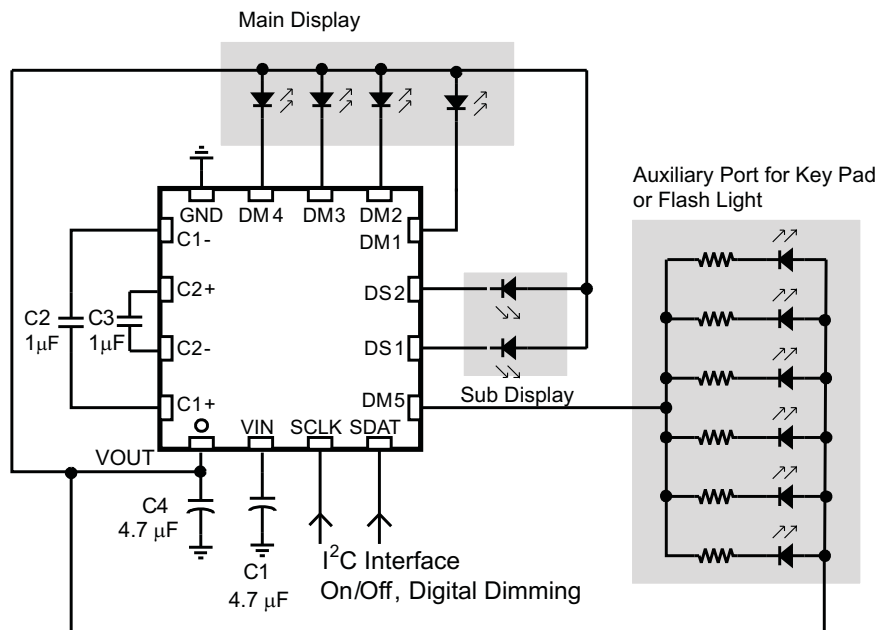 Main Display
Auxiliary Port for Key Pad
or Flash Light
GND
DM4
DM3
DM2
DM1
C1-
C2+
C2-
C1+
DS2
DS1
DM5
C2
1μF
C3
1μF
Sub Display
VIN
SCLK
SDAT
VOUT
C4
4.7 μF
C1
4.7 μF
I²C Interface
On/Off, Digital Dimming